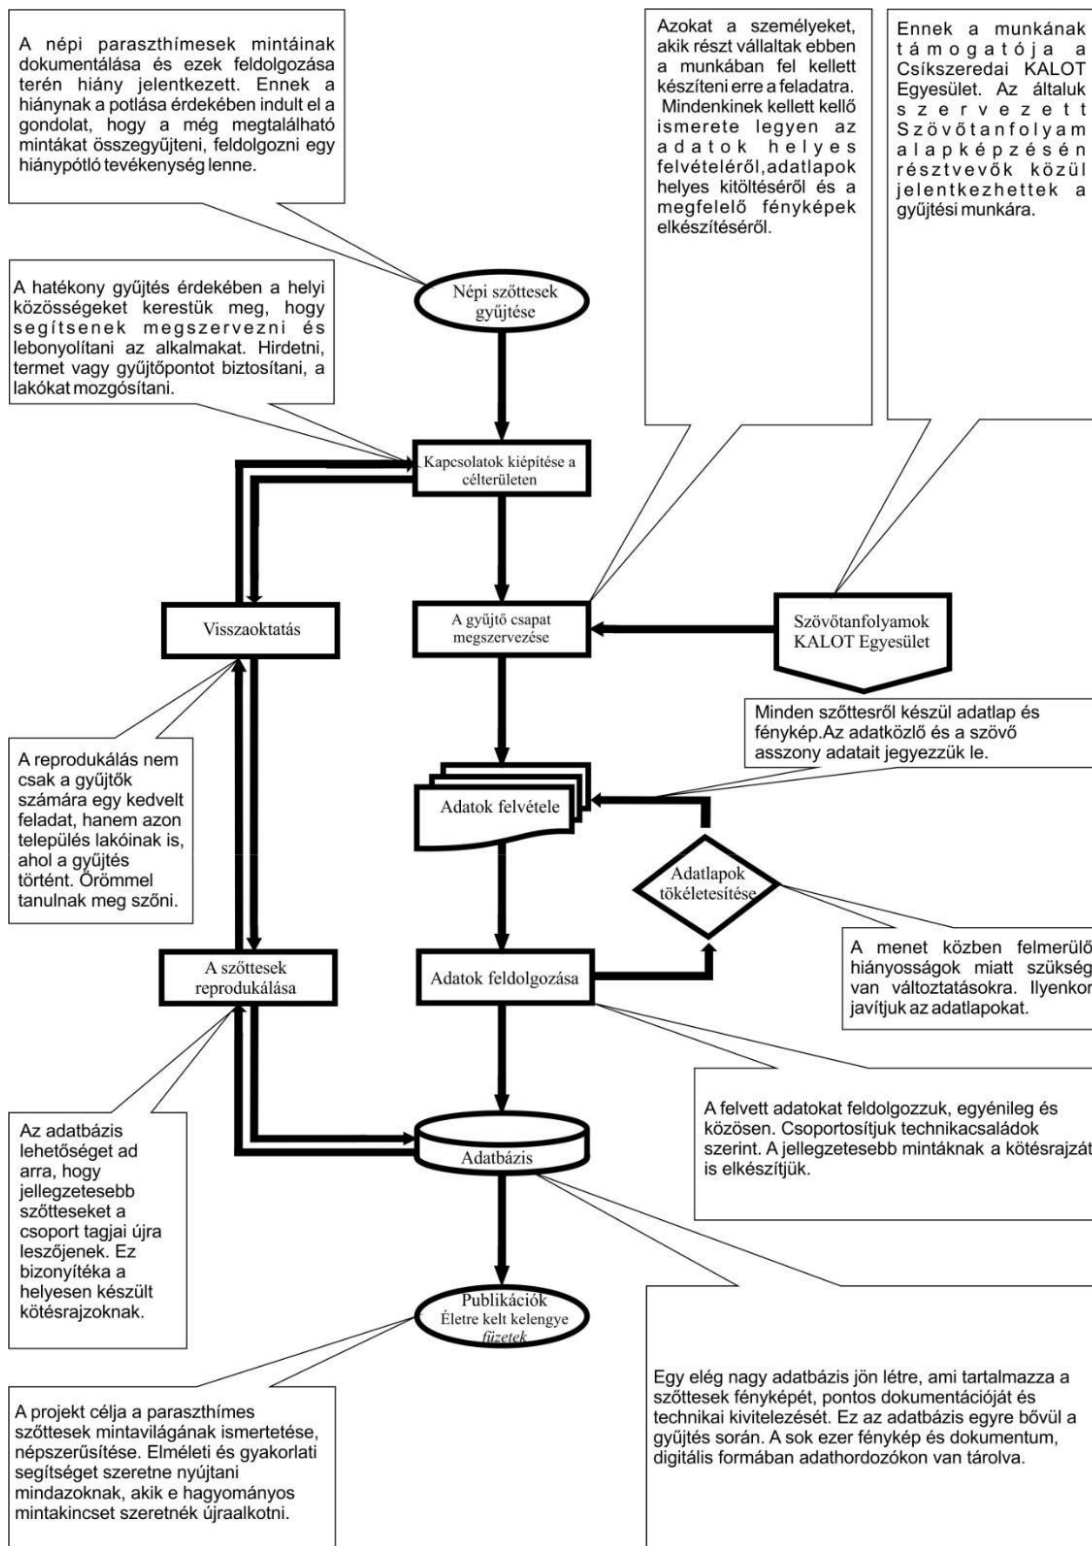 A népi paraszthímesek mintáinak
dokumentálása és ezek feldolgozása
terén hiány jelentkezett. Ennek a
hiánynak a potlása érdekében indult el a
gondolat, hogy a még megtalálható
mintákat összegyűjteni, feldolgozni egy
hiánypótló tevékenység lenne.
Azokat a személyeket,
akik részt vállaltak ebben
a munkában fel kellett
készíteni erre a feladatra.
Mindenkinek kellett kellő
ismerete legyen az
adatok helyes
felvételéről,adatlapok
helyes kitöltéséről és a
megfelelő fényképek
elkészítéséről.
Ennek a munkának
támogatója a
Csíkszeredai KALOT
Egyesület. Az általuk
szervezett
Szövőtanfolyam
alapképzésén
résztvevők közül
jelentkezhettek a
gyűjtési munkára.
A hatékony gyűjtés érdekében a helyi
közösségeket kerestük meg, hogy
segítsenek megszervezni és
lebonyolítani az alkalmakat. Hirdetni,
termet vagy gyűjtőpontot biztosítani, a
lakókat mozgósítani.
Népi szőttesek
gyűjtése
Kapcsolatok kiépítése a
célterületen
Visszaoktatás
A gyűjtő csapat
megszervezése
Szövőtanfolyamok
KALOT Egyesület
Minden szőttesről készül adatlap és
fénykép.Az adatközlő és a szövő
asszony adatait jegyezzük le.
A reprodukálás nem
csak a gyűjtők
számára egy kedvelt
feladat, hanem azon
település lakóinak is,
ahol a gyűjtés
történt. Örömmel
tanulnak meg szőni.
Adatok felvétele
Adatlapok
tökéletesítése
A menet közben felmerülő
hiányosságok miatt szükség
van változtatásokra. Ilyenkor
javítjuk az adatlapokat.
A szőttesek
reprodukálása
Adatok feldolgozása
A felvett adatokat feldolgozzuk, egyénileg és
közösen. Csoportosítjuk technikacsaládok
szerint. A jellegzetesebb mintáknak a kötésrajzát
is elkészítjük.
Az adatbázis
lehetőséget ad
arra, hogy
jellegzetesebb
szőtteseket a
csoport tagjai újra
leszőjenek. Ez
bizonyítéka a
helyesen készült
kötésrajzoknak.
Adatbázis
Publikációk
Életre kelt kelengye
füzetek
Egy elég nagy adatbázis jön létre, ami tartalmazza a
szőttesek fényképét, pontos dokumentációját és
technikai kivitelezését. Ez az adatbázis egyre bővül a
gyűjtés során. A sok ezer fénykép és dokumentum,
digitális formában adathordozókon van tárolva.
A projekt célja a paraszthímes
szőttesek mintavilágának ismertetése,
népszerűsítése. Elméleti és gyakorlati
segítséget szeretne nyújtani
mindazoknak, akik e hagyományos
mintakincset szeretnék újraalkotni.